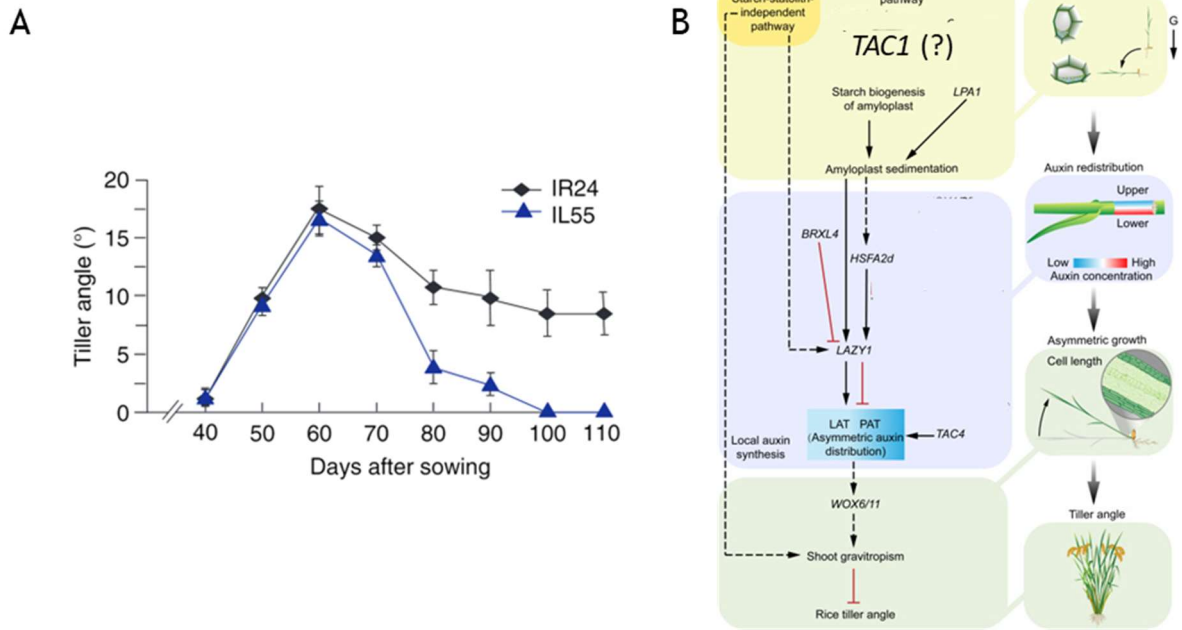 A
20
15
10
5
0
Tiller angle (°)
IR24
IL55
40 50 60 70 80 90 100 110
Days after sowing
B
independent
pathway
pathway
TAC1 (?)
Starch biogenesis
of amyloplast
LPA1
Amyloplast sedimentation
BRXL4
HSFA2d
LAZY1
LAT PAT
(Asymmetric auxin
distribution)
TAC4
Local auxin
synthesis
WOX6/11
Shoot gravitropism
Rice tiller angle
G
Auxin redistribution
Upper
Lower
Low High
Auxin concentration
Asymmetric growth
Cell length
Tiller angle